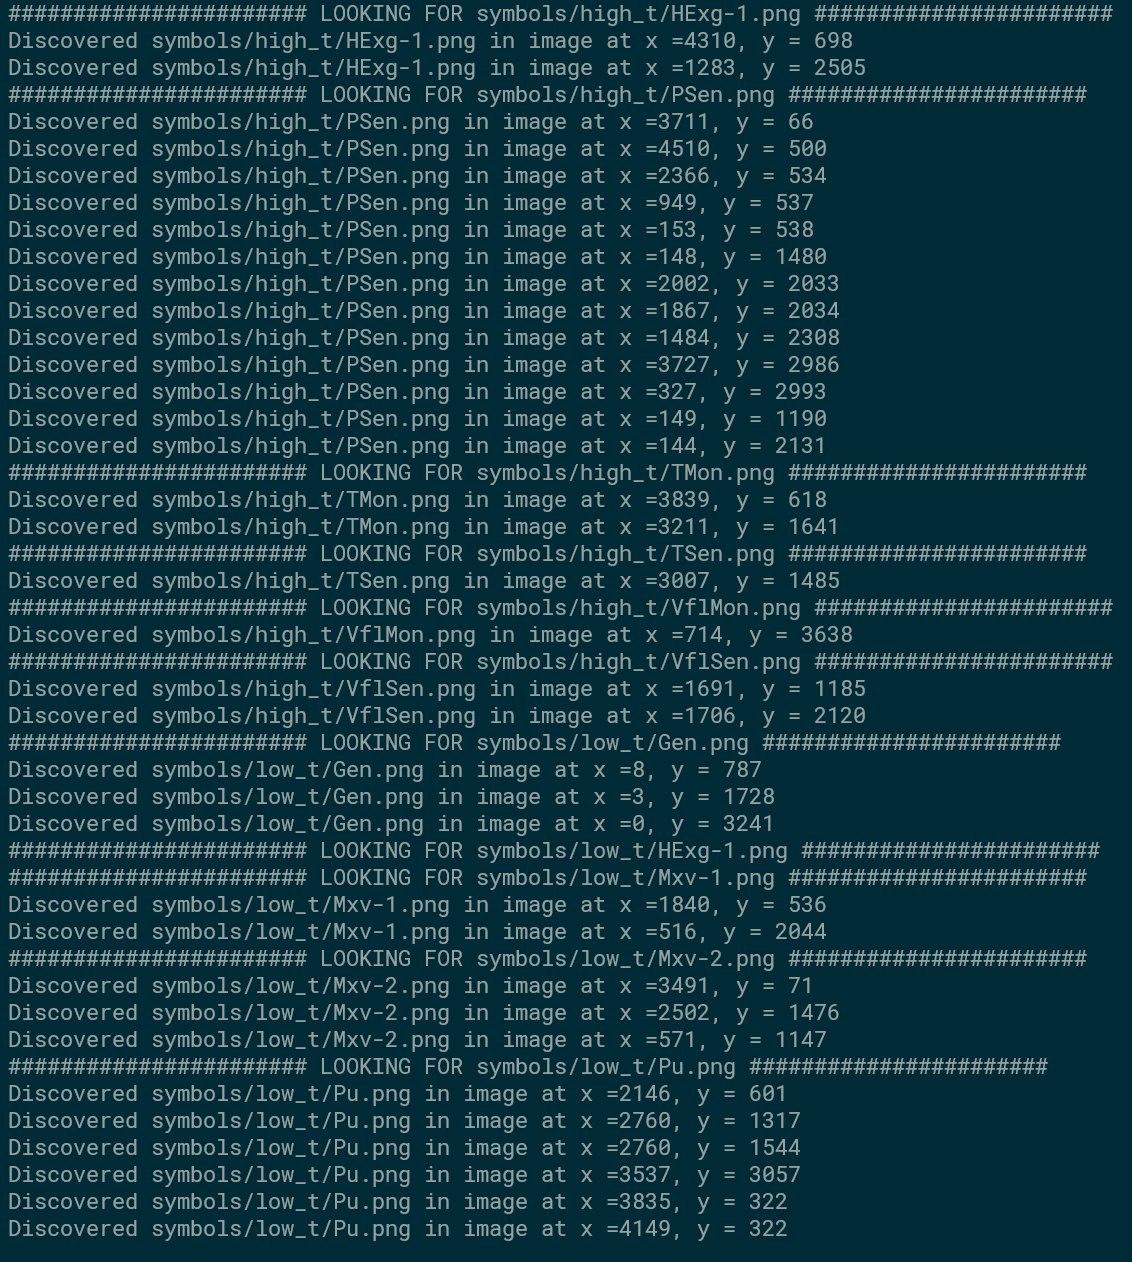 ####################### LOOKING FOR symbols/high_t/HExg-1.png #######################
Discovered symbols/high_t/HExg-1.png in image at x =4310, y = 698
Discovered symbols/high_t/HExg-1.png in image at x =1283, y = 2505
####################### LOOKING FOR symbols/high_t/PSen.png #######################
Discovered symbols/high_t/PSen.png in image at x =3711, y = 66
Discovered symbols/high_t/PSen.png in image at x =4510, y = 500
Discovered symbols/high_t/PSen.png in image at x =2366, y = 534
Discovered symbols/high_t/PSen.png in image at x =949, y = 537
Discovered symbols/high_t/PSen.png in image at x =153, y = 538
Discovered symbols/high_t/PSen.png in image at x =148, y = 1480
Discovered symbols/high_t/PSen.png in image at x =2002, y = 2033
Discovered symbols/high_t/PSen.png in image at x =1867, y = 2034
Discovered symbols/high_t/PSen.png in image at x =1484, y = 2308
Discovered symbols/high_t/PSen.png in image at x =3727, y = 2986
Discovered symbols/high_t/PSen.png in image at x =327, y = 2993
Discovered symbols/high_t/PSen.png in image at x =149, y = 1190
Discovered symbols/high_t/PSen.png in image at x =144, y = 2131
####################### LOOKING FOR symbols/high_t/TMon.png #######################
Discovered symbols/high_t/TMon.png in image at x =3839, y = 618
Discovered symbols/high_t/TMon.png in image at x =3211, y = 1641
####################### LOOKING FOR symbols/high_t/TSen.png #######################
Discovered symbols/high_t/TSen.png in image at x =3007, y = 1485
####################### LOOKING FOR symbols/high_t/VflMon.png #######################
Discovered symbols/high_t/VflMon.png in image at x =714, y = 3638
####################### LOOKING FOR symbols/high_t/VflSen.png #######################
Discovered symbols/high_t/VflSen.png in image at x =1691, y = 1185
Discovered symbols/high_t/VflSen.png in image at x =1706, y = 2120
####################### LOOKING FOR symbols/low_t/Gen.png #######################
Discovered symbols/low_t/Gen.png in image at x =8, y = 787
Discovered symbols/low_t/Gen.png in image at x =3, y = 1728
Discovered symbols/low_t/Gen.png in image at x =0, y = 3241
####################### LOOKING FOR symbols/low_t/HExg-1.png #######################
####################### LOOKING FOR symbols/low_t/Mxv-1.png #######################
Discovered symbols/low_t/Mxv-1.png in image at x =1840, y = 536
Discovered symbols/low_t/Mxv-1.png in image at x =516, y = 2044
####################### LOOKING FOR symbols/low_t/Mxv-2.png #######################
Discovered symbols/low_t/Mxv-2.png in image at x =3491, y = 71
Discovered symbols/low_t/Mxv-2.png in image at x =2502, y = 1476
Discovered symbols/low_t/Mxv-2.png in image at x =571, y = 1147
####################### LOOKING FOR symbols/low_t/Pu.png #######################
Discovered symbols/low_t/Pu.png in image at x =2146, y = 601
Discovered symbols/low_t/Pu.png in image at x =2760, y = 1317
Discovered symbols/low_t/Pu.png in image at x =2760, y = 1544
Discovered symbols/low_t/Pu.png in image at x =3537, y = 3057
Discovered symbols/low_t/Pu.png in image at x =3835, y = 322
Discovered symbols/low_t/Pu.png in image at x =4149, y = 322